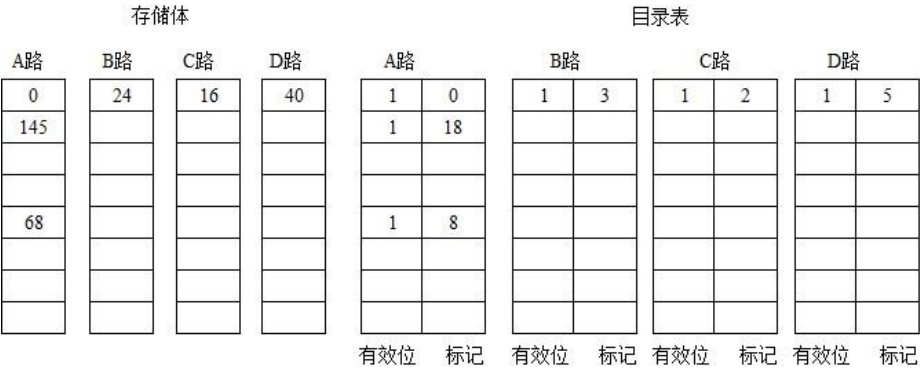 存储体 目录表
A路 B路 C路 D路 A路 B路 C路 D路
0 24 16 40 1 0 1 3 1 2 1 5
145 1 18
68 1 8
有效位 标记 有效位 标记 有效位 标记 有效位 标记